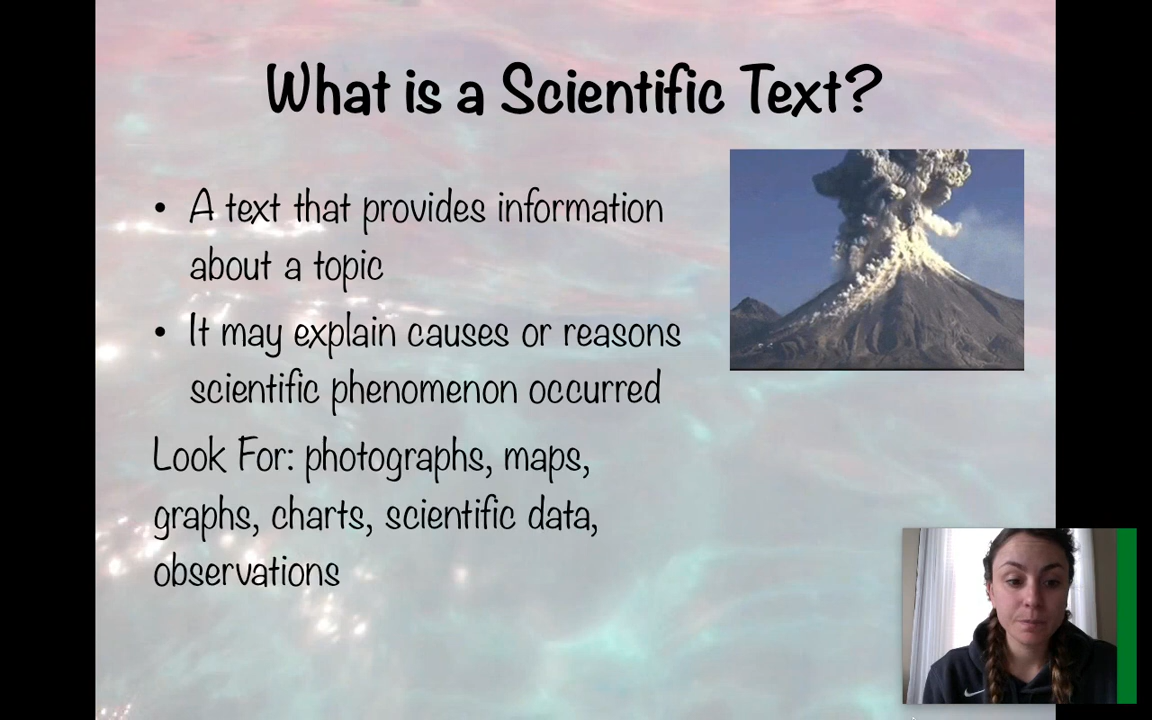 What is a Scientific Text?
• A text that provides information
about a topic
• It may explain causes or reasons
scientific phenomenon occurred
Look For: photographs, maps,
graphs, charts, scientific data,
observations